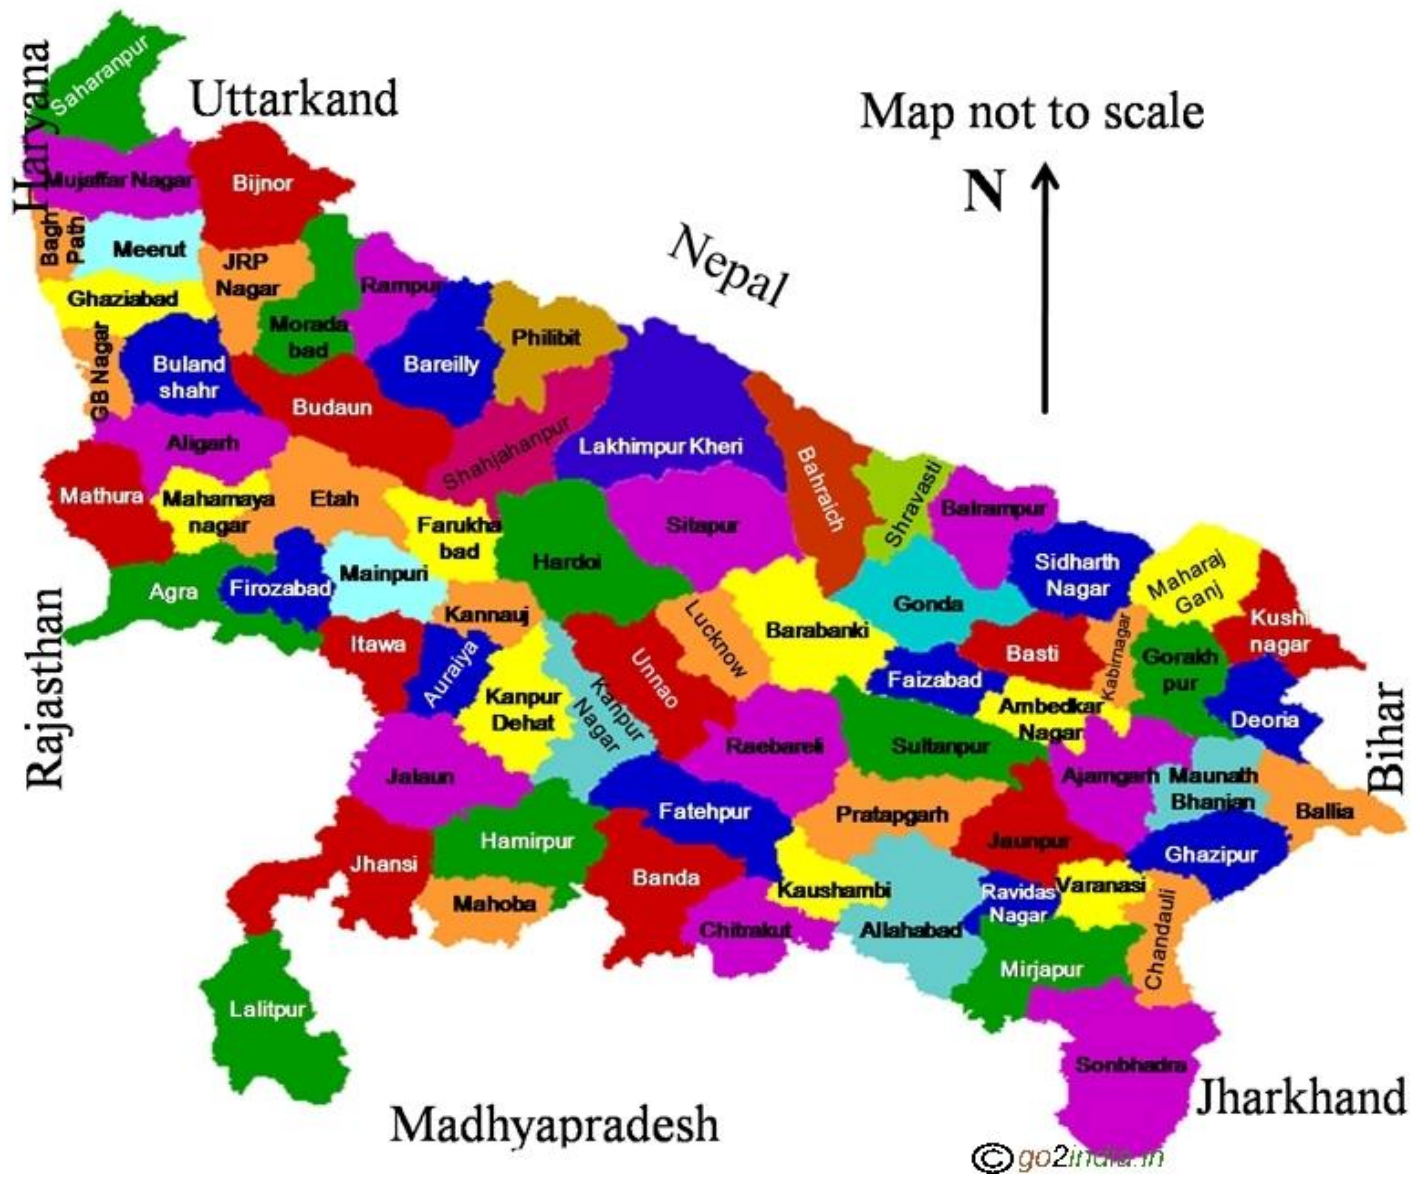 Saharanpur
Haryana
Uttarkand
Map not to scale
N
Mujaffar Nagar
Bijnor
Bagh
Path
Meerut
JRP
Nagar
Nepal
Ghaziabad
Rampur
Morada
bad
Philibit
GB Nagar
Buland
shahr
Bareilly
Budaun
Aligarh
Shahjahanpur
Lakhimpur Kheri
Bahraich
Shravasti
Balrampur
Mathura
Mahamaya
nagar
Etah
Farukha
bad
Sitapur
Hardoi
Sidharth
Nagar
Maharaj
Ganj
Agra
Firozabad
Mainpuri
Kannauj
Lucknow
Barabanki
Gonda
Kushi
nagar
Rajasthan
Itawa
Auraiya
Unnao
Basti
Kabirnagar
Gorakh
pur
Faizabad
Kanpur
Dehat
Kanpur
Nagar
Ambedkar
Nagar
Deoria
Bihar
Jalaun
Raebareli
Sultanpur
Ajamgarh
Maunath
Bhanjan
Ballia
Fatehpur
Pratapgarh
Hamirpur
Jaunpur
Ghazipur
Jhansi
Banda
Kaushambi
Ravidas
Nagar
Varanasi
Mahoba
Chitrakut
Allahabad
Chandauli
Mirjapur
Lalitpur
Sonbhadra
Jharkhand
Madhyapradesh
© go2india.in